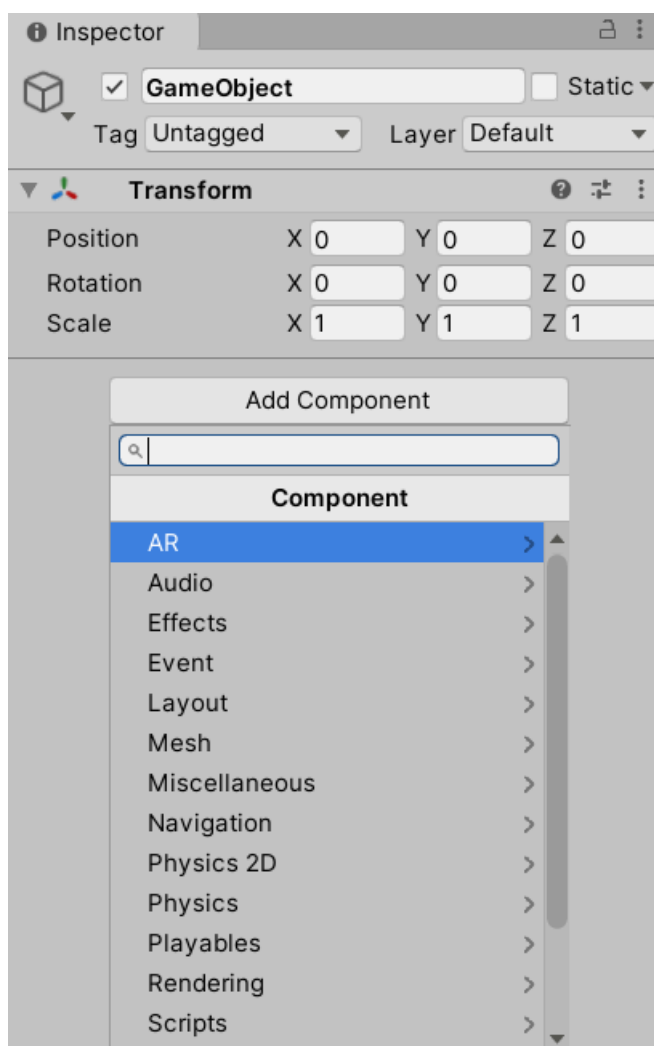 Inspector
GameObject Static
Tag Untagged Layer Default
Transform
Position X 0 Y 0 Z 0
Rotation X 0 Y 0 Z 0
Scale X 1 Y 1 Z 1
Add Component
Component
AR
Audio
Effects
Event
Layout
Mesh
Miscellaneous
Navigation
Physics 2D
Physics
Playables
Rendering
Scripts